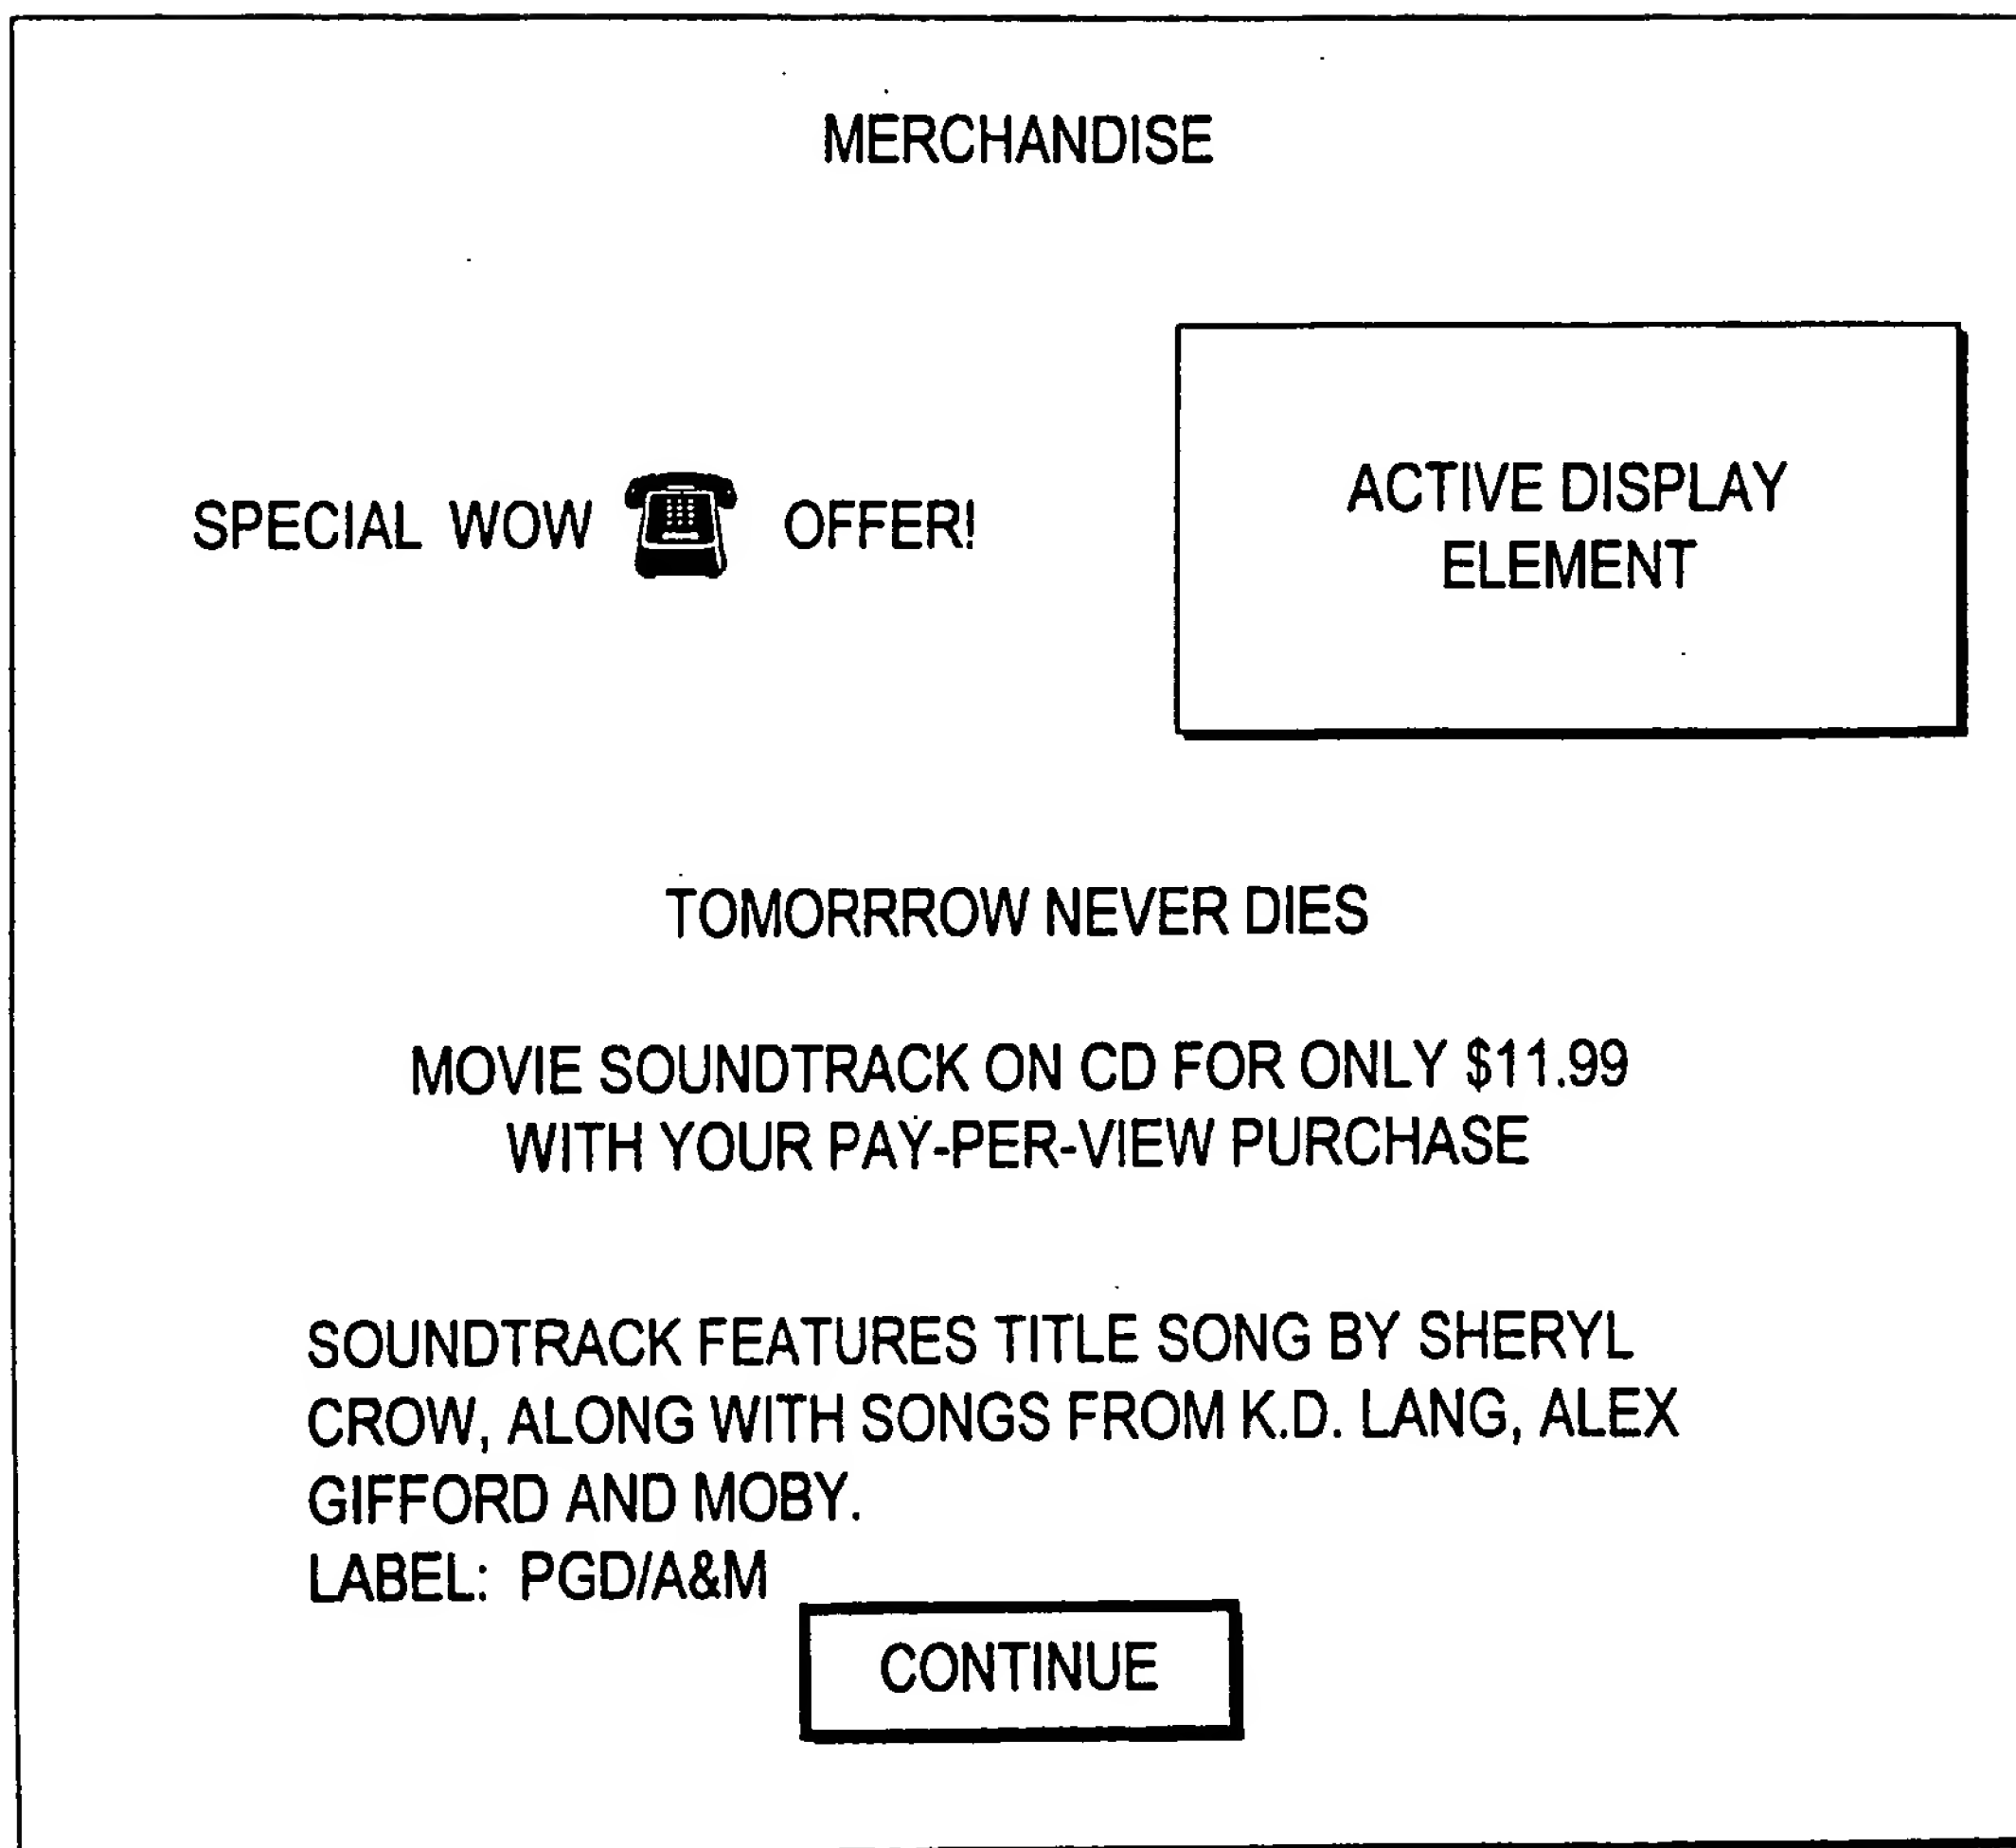 MERCHANDISE
SPECIAL WOW OFFER!
ACTIVE DISPLAY
ELEMENT
TOMORRROW NEVER DIES
MOVIE SOUNDTRACK ON CD FOR ONLY $11.99
WITH YOUR PAY-PER-VIEW PURCHASE
SOUNDTRACK FEATURES TITLE SONG BY SHERYL
CROW, ALONG WITH SONGS FROM K.D. LANG, ALEX
GIFFORD AND MOBY.
LABEL: PGD/A&M
CONTINUE